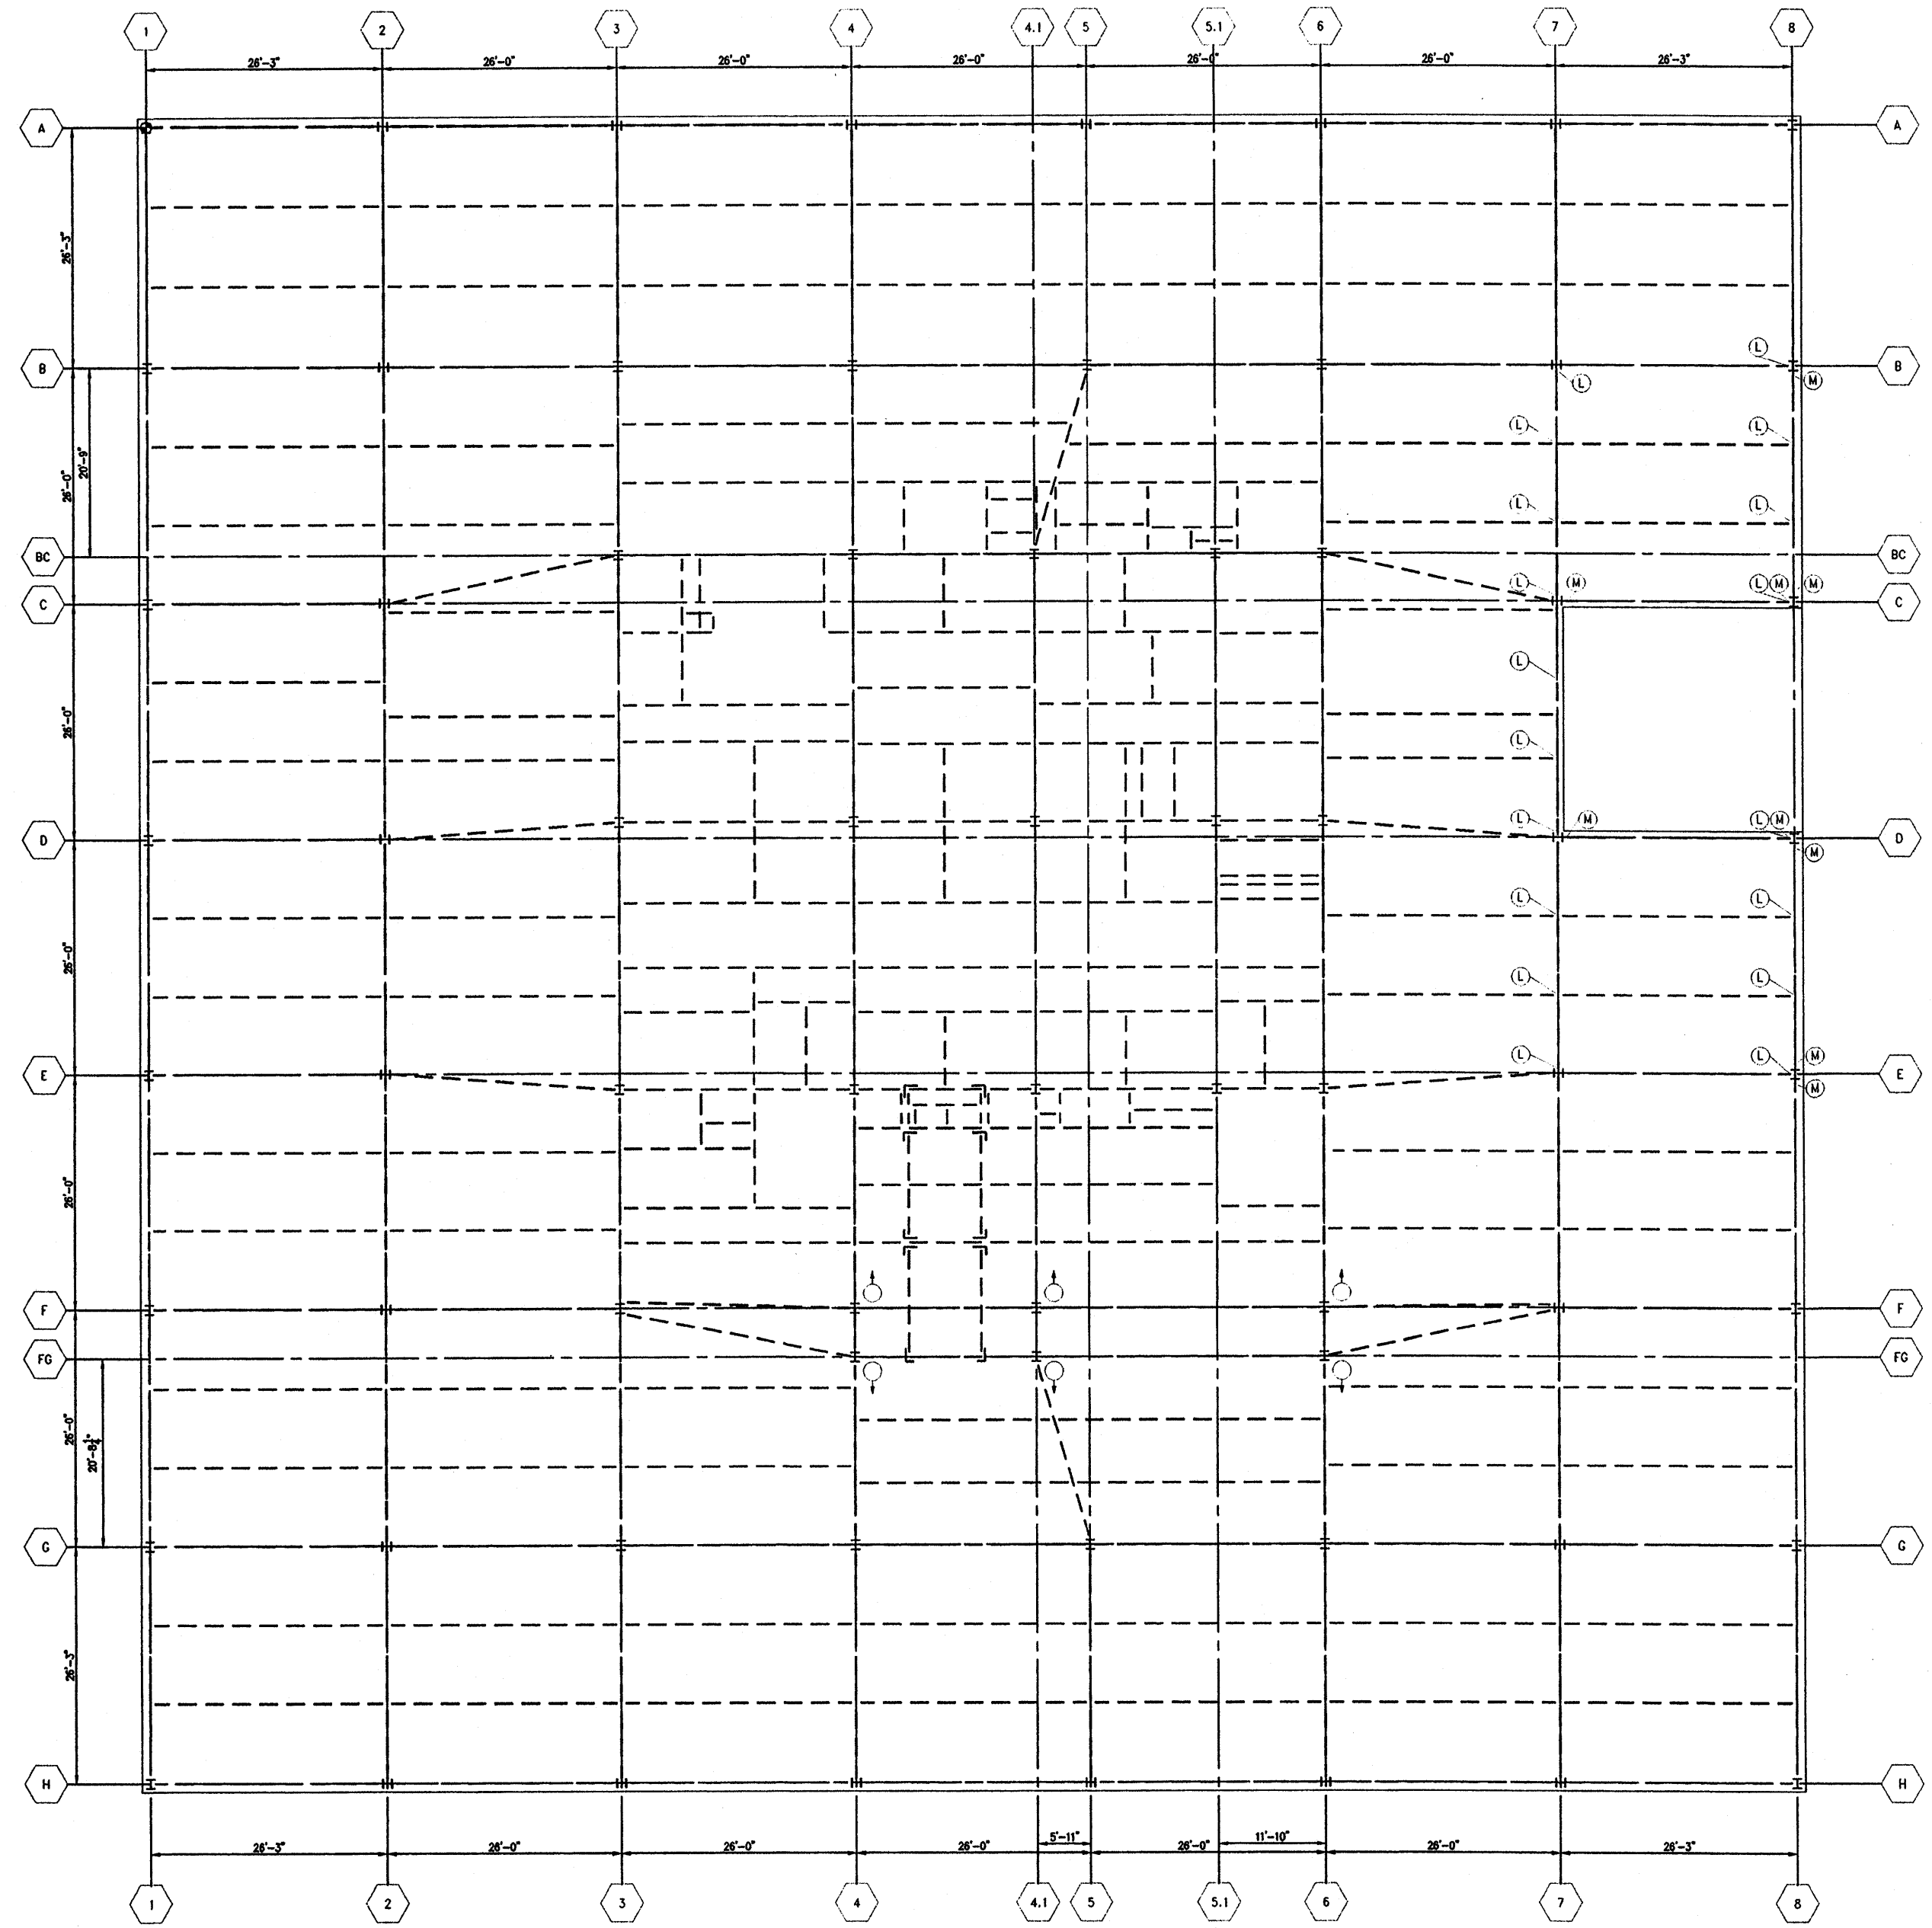 1 2 3 4 4.1 5 5.1 6 7 8
26'-3" 26'-0" 26'-0" 26'-0" 26'-0" 26'-0" 26'-3"
A A
26'-3"
B L B
L M
L L
26'-0" 20'-9"
L L
BC BC
L M L M M
C C
L
26'-0"
L
L M L M
D D
M
L L
26'-0"
L L
L L M
E E
M
26'-0"
F F
FG FG
26'-0"
20'-8¼"
G G
26'-3"
H H
26'-3" 26'-0" 26'-0" 26'-0" 5'-11" 26'-0" 11'-10" 26'-0" 26'-3"
1 2 3 4 4.1 5 5.1 6 7 8